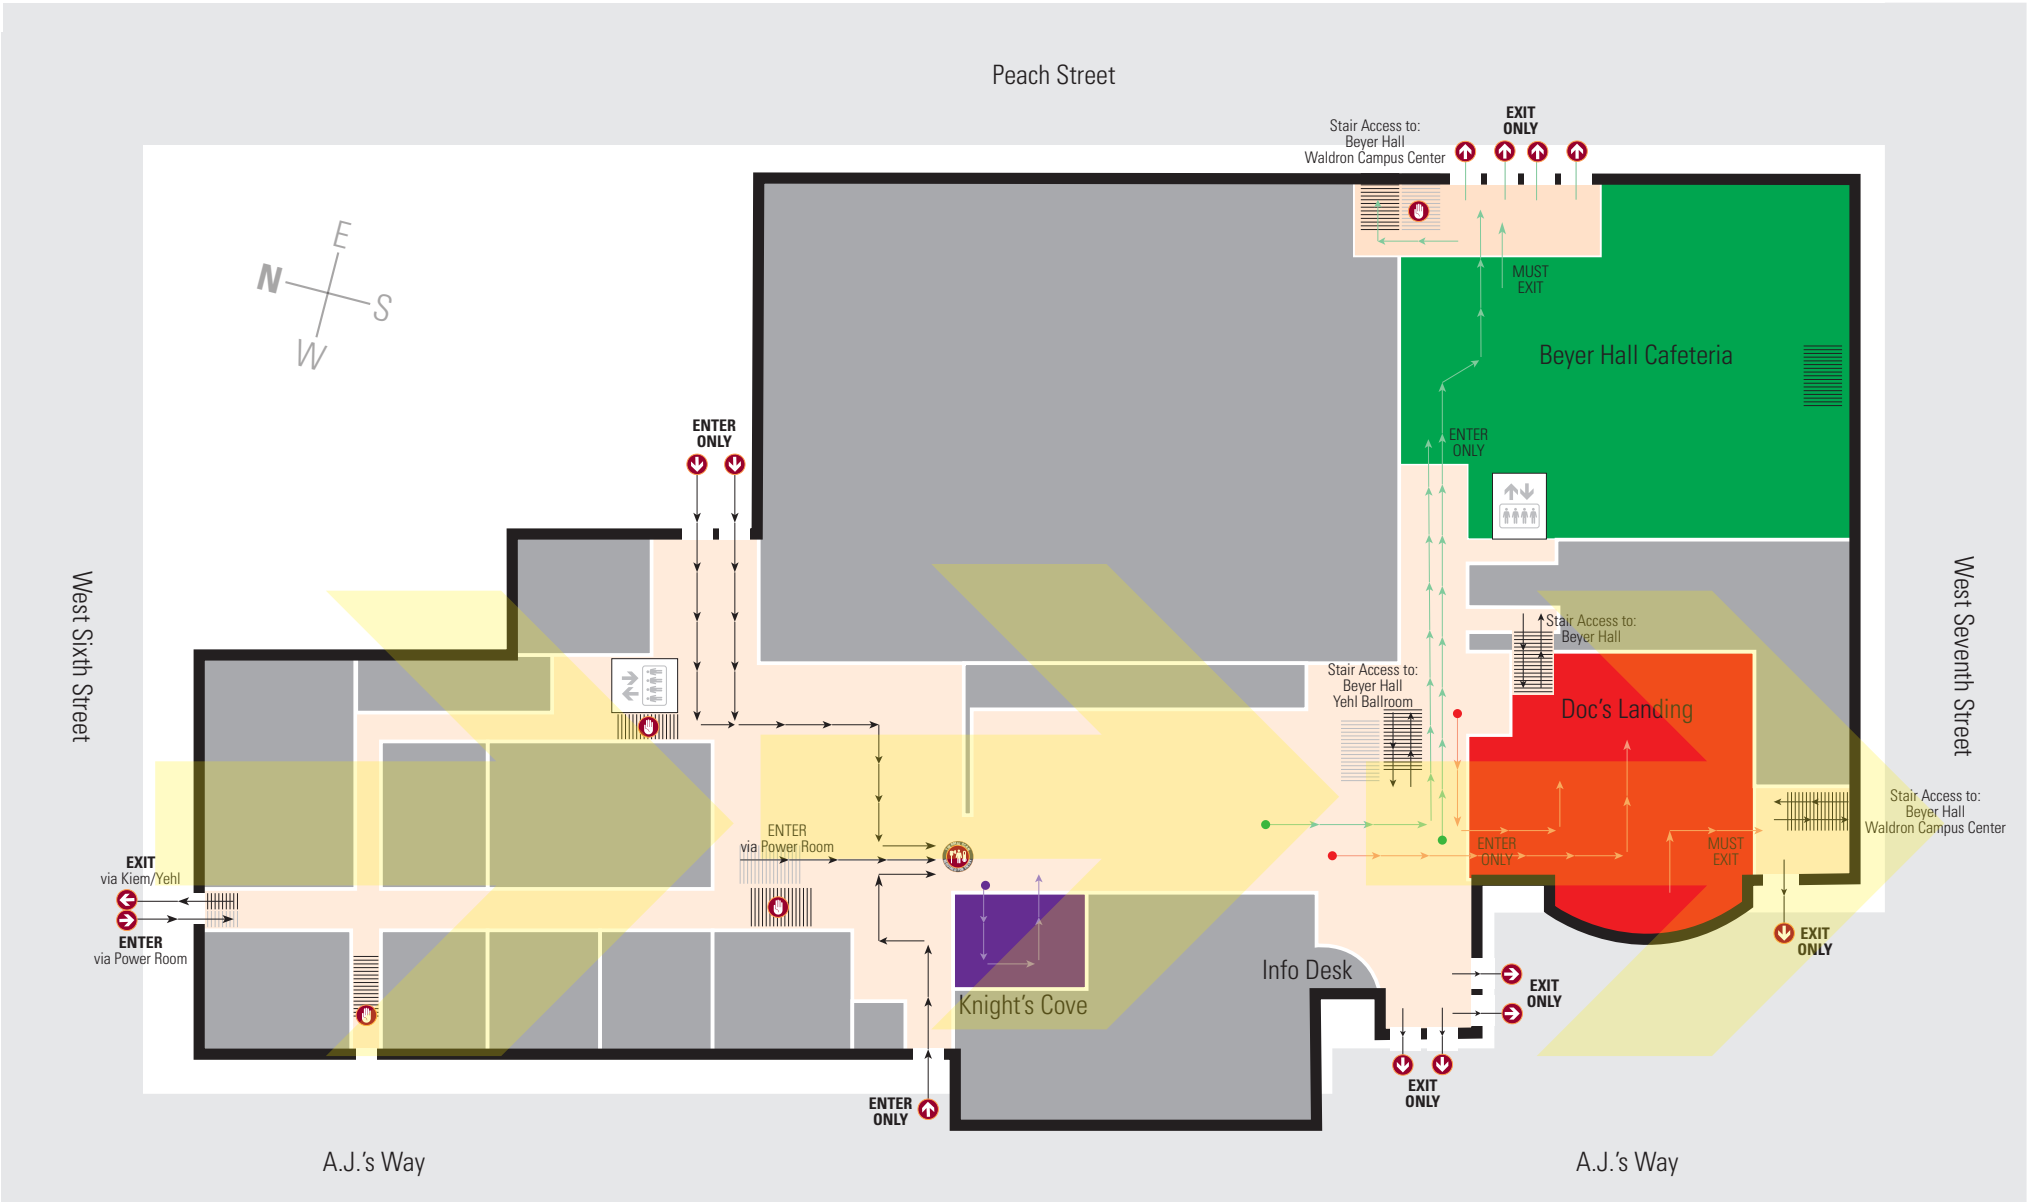 Peach Street
EXIT
ONLY
Stair Access to:
Beyer Hall
Waldron Campus Center
E
N
S
W
MUST
EXIT
Beyer Hall Cafeteria
ENTER
ONLY
ENTER
ONLY
West Sixth Street
West Seventh Street
Stair Access to:
Beyer Hall
Stair Access to:
Beyer Hall
Yehl Ballroom
Doc's Landing
Stair Access to:
Beyer Hall
Waldron Campus Center
ENTER
via Power Room
ENTER
ONLY
MUST
EXIT
EXIT
via Kiem/Yehl
ENTER
via Power Room
EXIT
ONLY
Info Desk
EXIT
ONLY
Knight's Cove
EXIT
ONLY
ENTER
ONLY
A.J.'s Way
A.J.'s Way